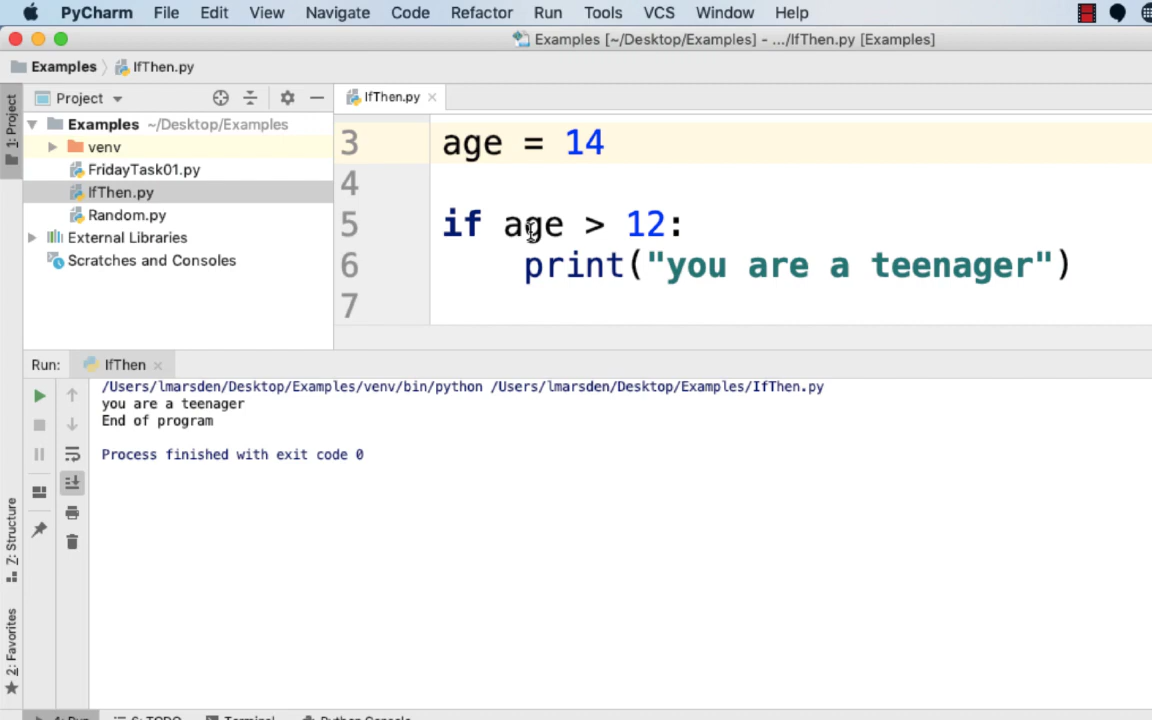 PyCharm File Edit View Navigate Code Refactor Run Tools VCS Window Help
Examples [~/Desktop/Examples] - .../IfThen.py [Examples]
Examples IfThen.py
1: Project
Project
IfThen.py
Examples ~/Desktop/Examples
venv
FridayTask01.py
IfThen.py
Random.py
External Libraries
Scratches and Consoles
3 age = 14
4
5 if age > 12:
6 print("you are a teenager")
7
Run: IfThen
/Users/lmarsden/Desktop/Examples/venv/bin/python /Users/lmarsden/Desktop/Examples/IfThen.py
you are a teenager
End of program
Process finished with exit code 0
Z: Structure
2: Favorites
4: Run 6: TODO Terminal Python Console